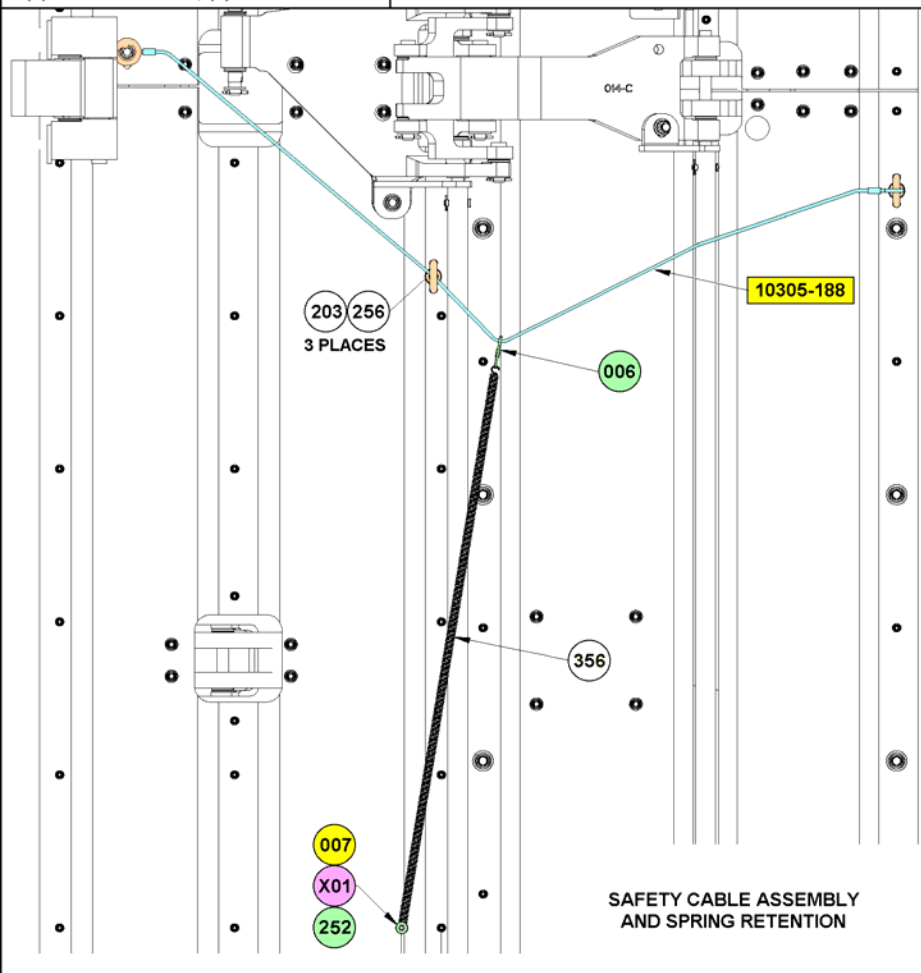 014-C
10305-188
203 256
3 PLACES
006
356
007
X01
252
SAFETY CABLE ASSEMBLY
AND SPRING RETENTION